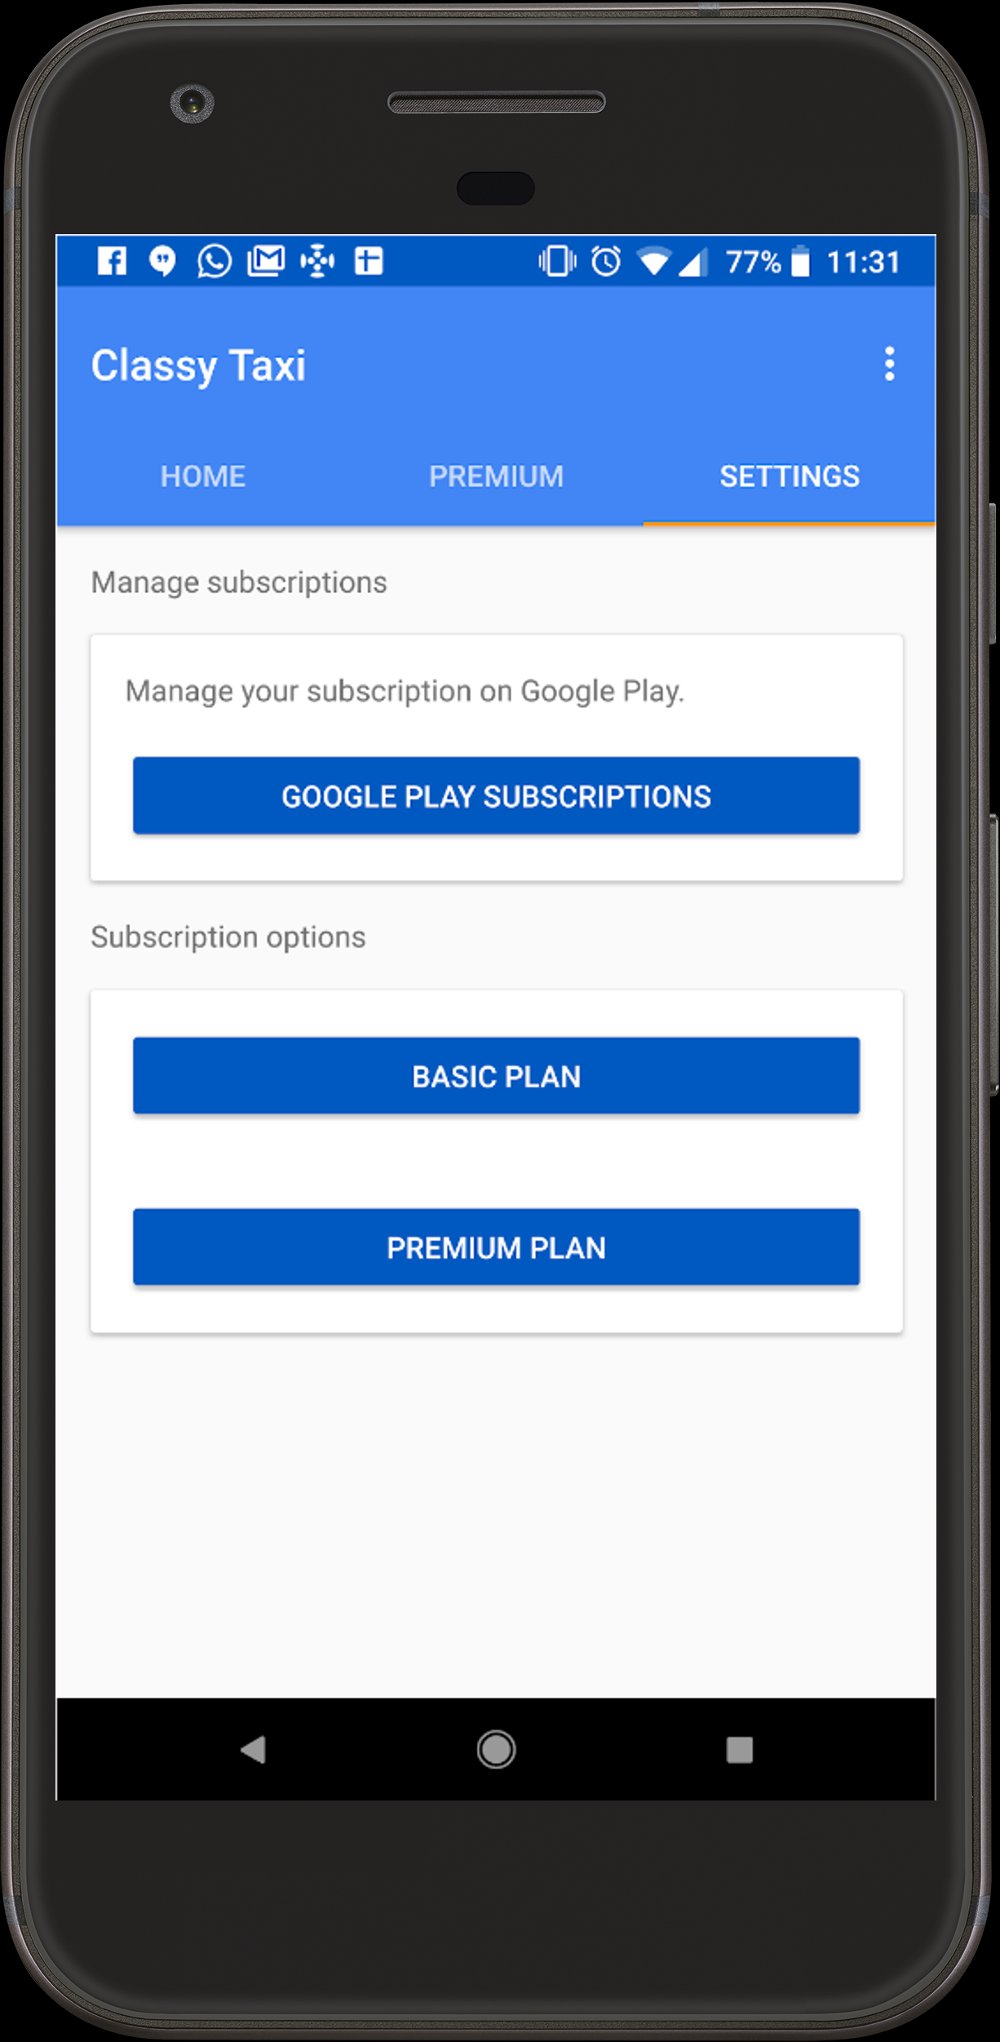 77% 11:31
Classy Taxi
HOME PREMIUM SETTINGS
Manage subscriptions
Manage your subscription on Google Play.
GOOGLE PLAY SUBSCRIPTIONS
Subscription options
BASIC PLAN
PREMIUM PLAN